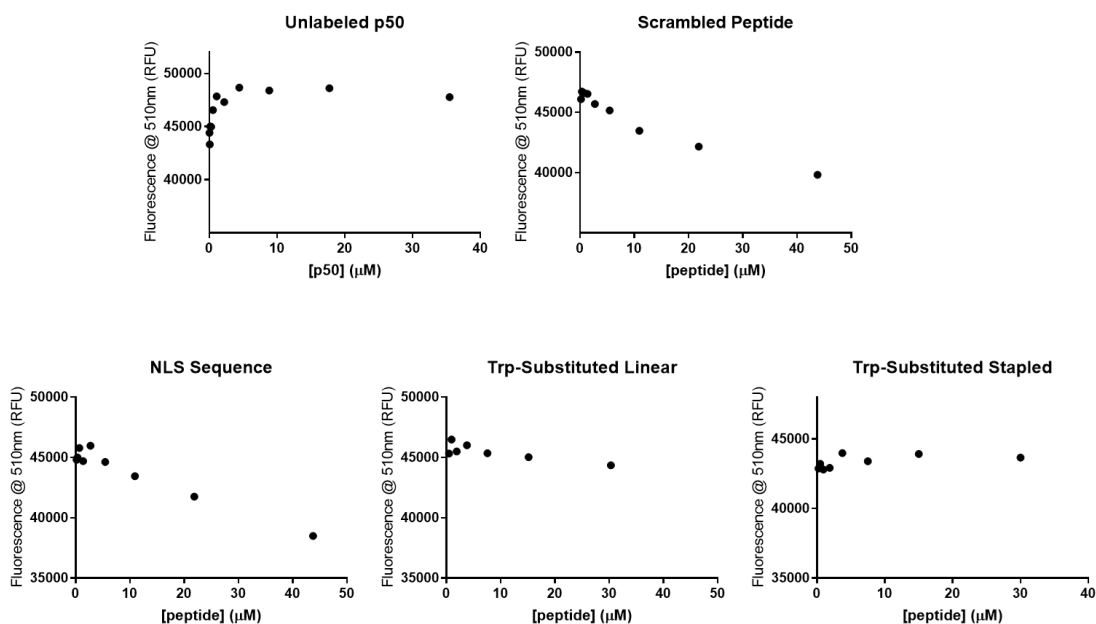 Unlabeled p50
Fluorescence @ 510nm (RFU)
50000
45000
40000
0 10 20 30 40
[p50] (μM)
Scrambled Peptide
Fluorescence @ 510nm (RFU)
50000
45000
40000
0 10 20 30 40 50
[peptide] (μM)
NLS Sequence
Fluorescence @ 510nm (RFU)
50000
45000
40000
35000
0 10 20 30 40 50
[peptide] (μM)
Trp-Substituted Linear
Fluorescence @ 510nm (RFU)
50000
45000
40000
35000
0 10 20 30 40 50
[peptide] (μM)
Trp-Substituted Stapled
Fluorescence @ 510nm (RFU)
45000
40000
35000
0 10 20 30 40
[peptide] (μM)